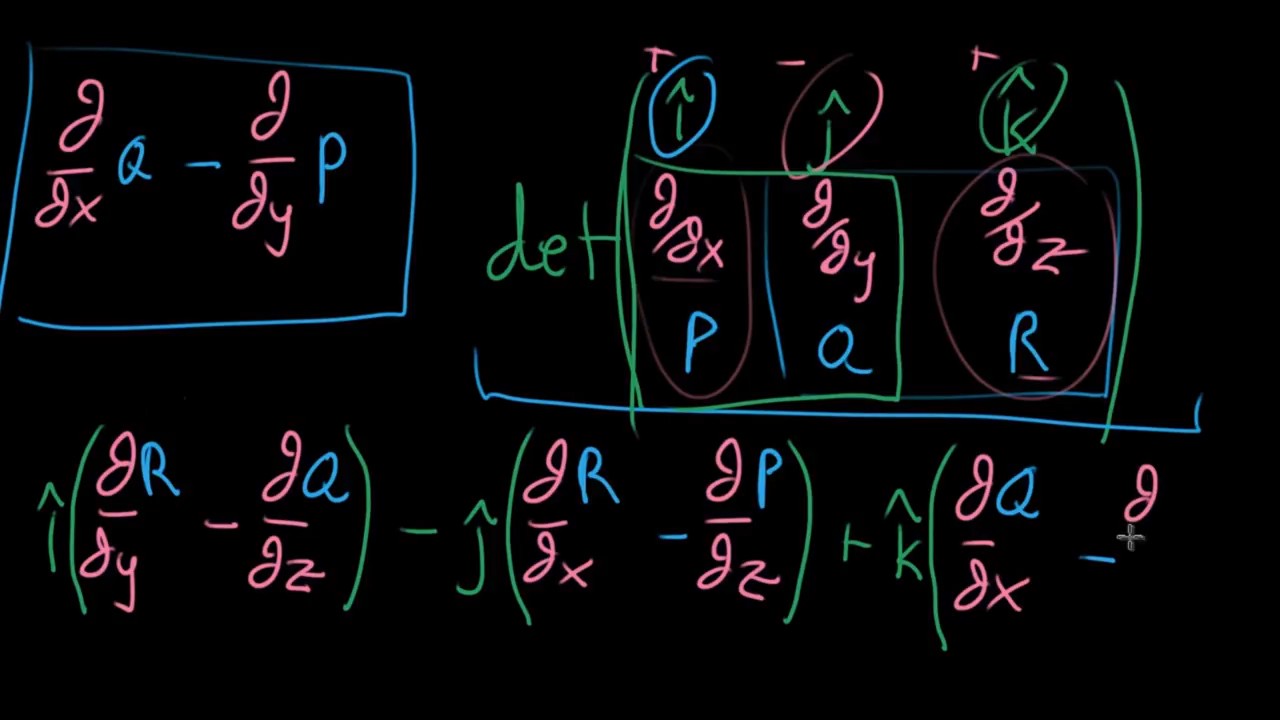 ∂/∂x Q − ∂/∂y P
+ − +
î ĵ k̂
det
∂/∂x ∂/∂y ∂/∂z
P Q R
î(∂R/∂y − ∂Q/∂z) − ĵ(∂R/∂x − ∂P/∂z) + k̂(∂Q/∂x − ∂